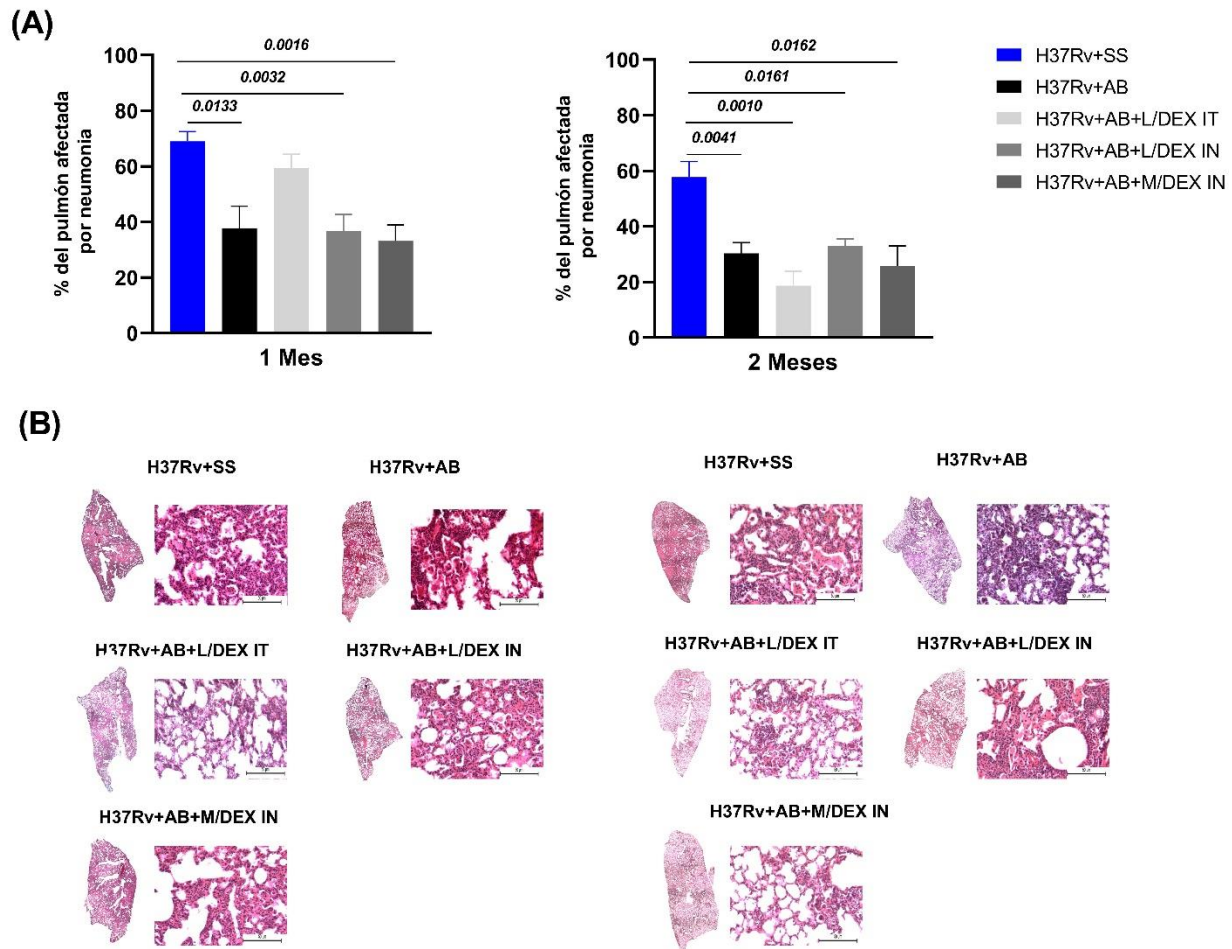 (A)
% del pulmón afectada
por neumonia
100
80
60
40
20
0
0.0016
0.0032
0.0133
1 Mes
% del pulmón afectada
por neumonia
100
80
60
40
20
0
0.0162
0.0161
0.0010
0.0041
2 Meses
H37Rv+SS
H37Rv+AB
H37Rv+AB+L/DEX IT
H37Rv+AB+L/DEX IN
H37Rv+AB+M/DEX IN
(B)
H37Rv+SS
H37Rv+AB
H37Rv+SS
H37Rv+AB
H37Rv+AB+L/DEX IT
H37Rv+AB+L/DEX IN
H37Rv+AB+L/DEX IT
H37Rv+AB+L/DEX IN
H37Rv+AB+M/DEX IN
H37Rv+AB+M/DEX IN